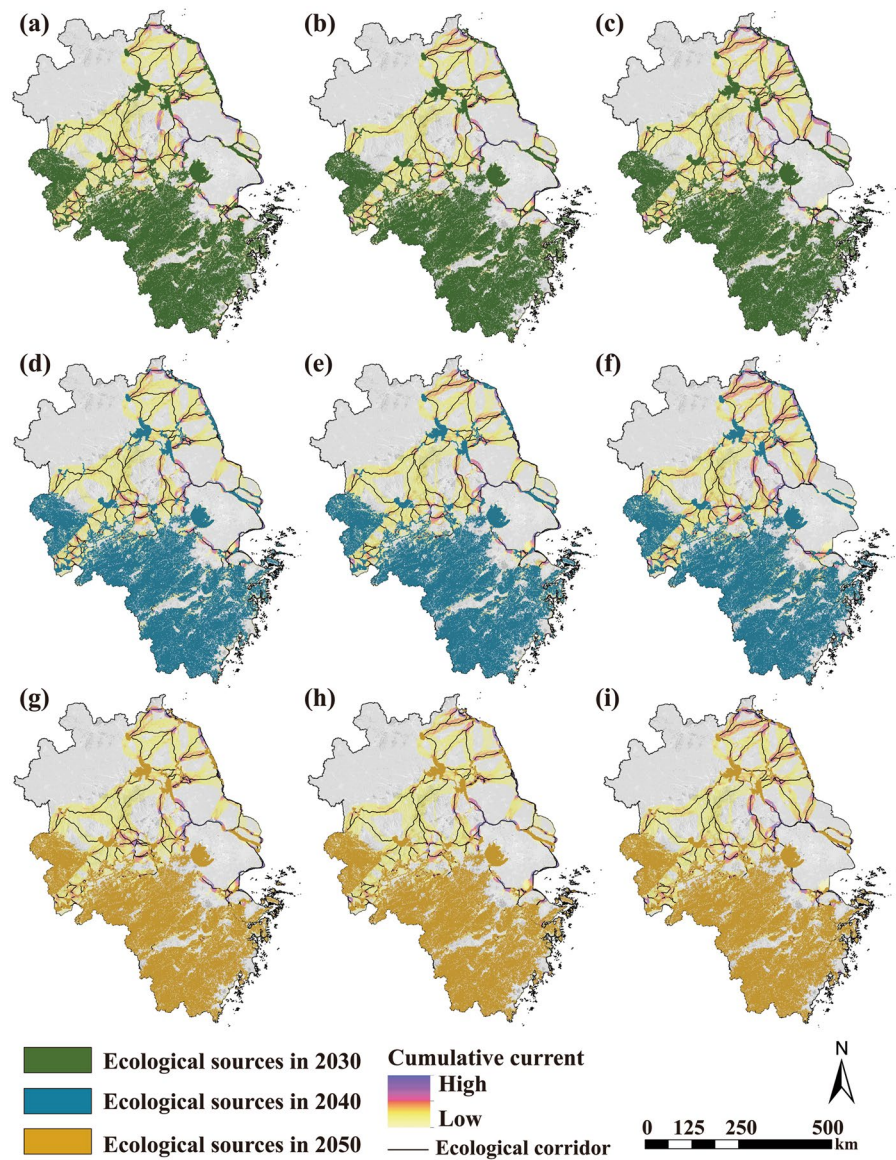 (a) (b) (c)
(d) (e) (f)
(g) (h) (i)
Ecological sources in 2030
Ecological sources in 2040
Ecological sources in 2050
Cumulative current
High
Low
Ecological corridor
N
0 125 250 500
km